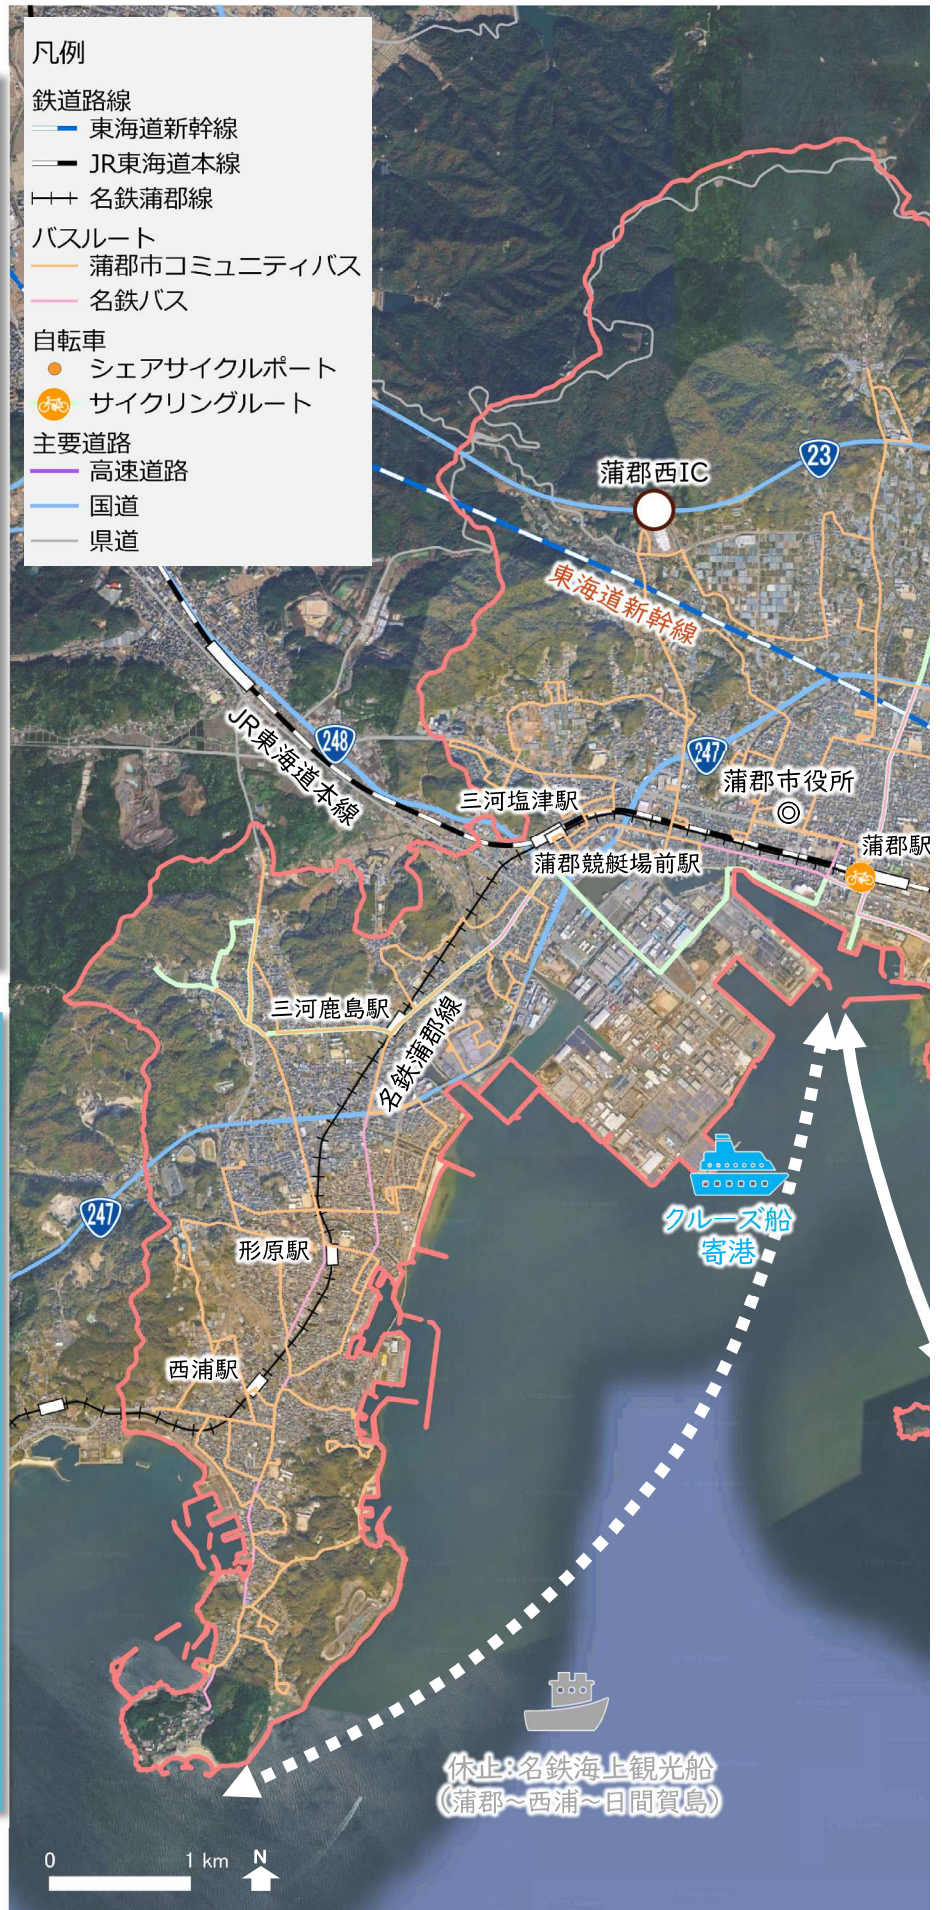 凡例
鉄道路線
東海道新幹線
JR東海道本線
名鉄蒲郡線
バスルート
蒲郡市コミュニティバス
名鉄バス
自転車
シェアサイクルポート
サイクリングルート
主要道路
高速道路
国道
県道
23
蒲郡西IC
東海道新幹線
JR東海道本線
248
247
蒲郡市役所
三河塩津駅
蒲郡駅
蒲郡競艇場前駅
三河鹿島駅
名鉄蒲郡線
クルーズ船
寄港
247
形原駅
西浦駅
休止:名鉄海上観光船
(蒲郡~西浦~日間賀島)
0
1 km
N